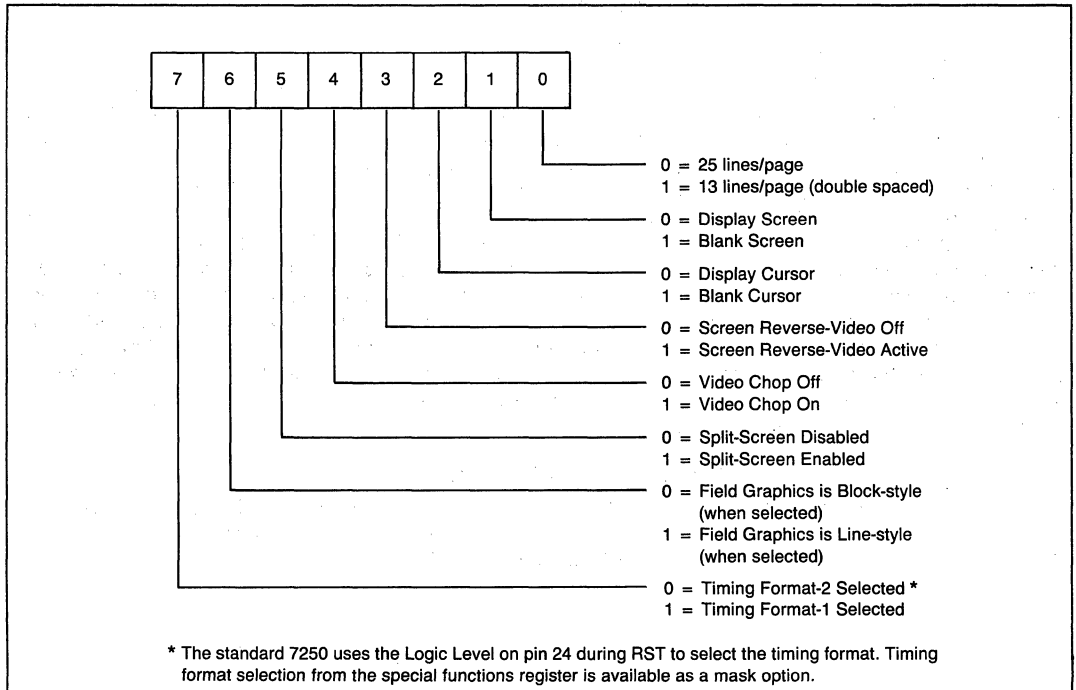 7 6 5 4 3 2 1 0
0 = 25 lines/page
1 = 13 lines/page (double spaced)
0 = Display Screen
1 = Blank Screen
0 = Display Cursor
1 = Blank Cursor
0 = Screen Reverse-Video Off
1 = Screen Reverse-Video Active
0 = Video Chop Off
1 = Video Chop On
0 = Split-Screen Disabled
1 = Split-Screen Enabled
0 = Field Graphics is Block-style
(when selected)
1 = Field Graphics is Line-style
(when selected)
0 = Timing Format-2 Selected *
1 = Timing Format-1 Selected
* The standard 7250 uses the Logic Level on pin 24 during RST to select the timing format. Timing
format selection from the special functions register is available as a mask option.